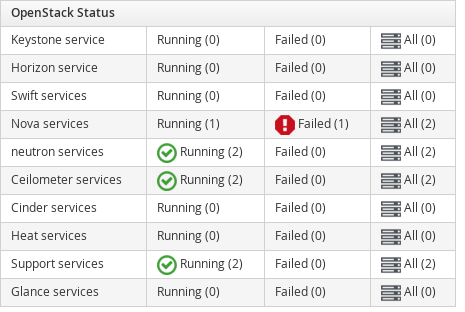 OpenStack Status
Keystone service Running (0) Failed (0) All (0)
Horizon service Running (0) Failed (0) All (0)
Swift services Running (0) Failed (0) All (0)
Nova services Running (1) Failed (1) All (2)
neutron services Running (2) Failed (0) All (2)
Ceilometer services Running (2) Failed (0) All (2)
Cinder services Running (0) Failed (0) All (0)
Heat services Running (0) Failed (0) All (0)
Support services Running (2) Failed (0) All (2)
Glance services Running (0) Failed (0) All (0)